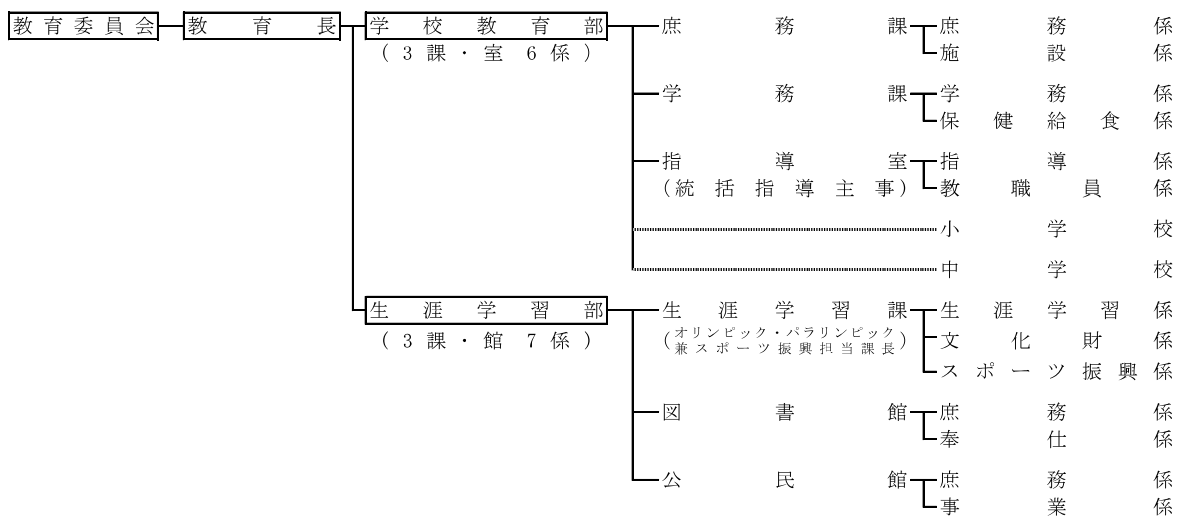 教育委員会 教育長 学校教育部 庶務課 庶務係
(3課・室 6係) 施設係
学務課 学務係
保健給食係
指導室 指導係
(統括指導主事) 教職員係
小学校
中学校
生涯学習部 生涯学習課 生涯学習係
(3課・館 7係) (オリンピック・パラリンピック
兼スポーツ振興担当課長) 文化財係
スポーツ振興係
図書館 庶務係
奉仕係
公民館 庶務係
事業係